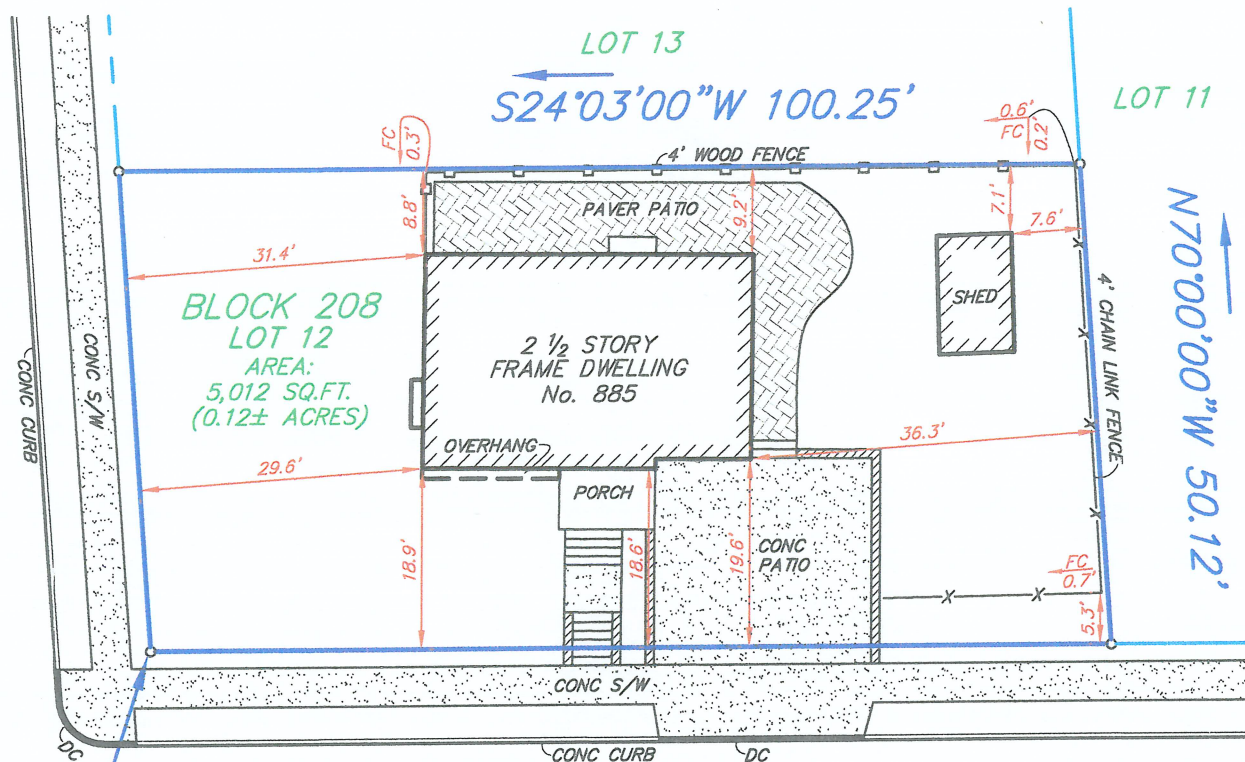 LOT 13
S24°03'00"W 100.25'
LOT 11
0.6'
FC
0.2'
FC
0.3'
4' WOOD FENCE
8.8'
PAVER PATIO
9.2'
7.1'
7.6'
31.4'
BLOCK 208
LOT 12
AREA:
5,012 SQ.FT.
(0.12± ACRES)
SHED
N70°00'00"W 50.12'
4' CHAIN LINK FENCE
CONC S/W
CONC CURB
2 ½ STORY
FRAME DWELLING
No. 885
OVERHANG
36.3'
29.6'
PORCH
18.9'
18.6'
19.6'
CONC
PATIO
X
X
X
X
X
X
FC
0.7'
5.3'
CONC S/W
DC
CONC CURB
DC